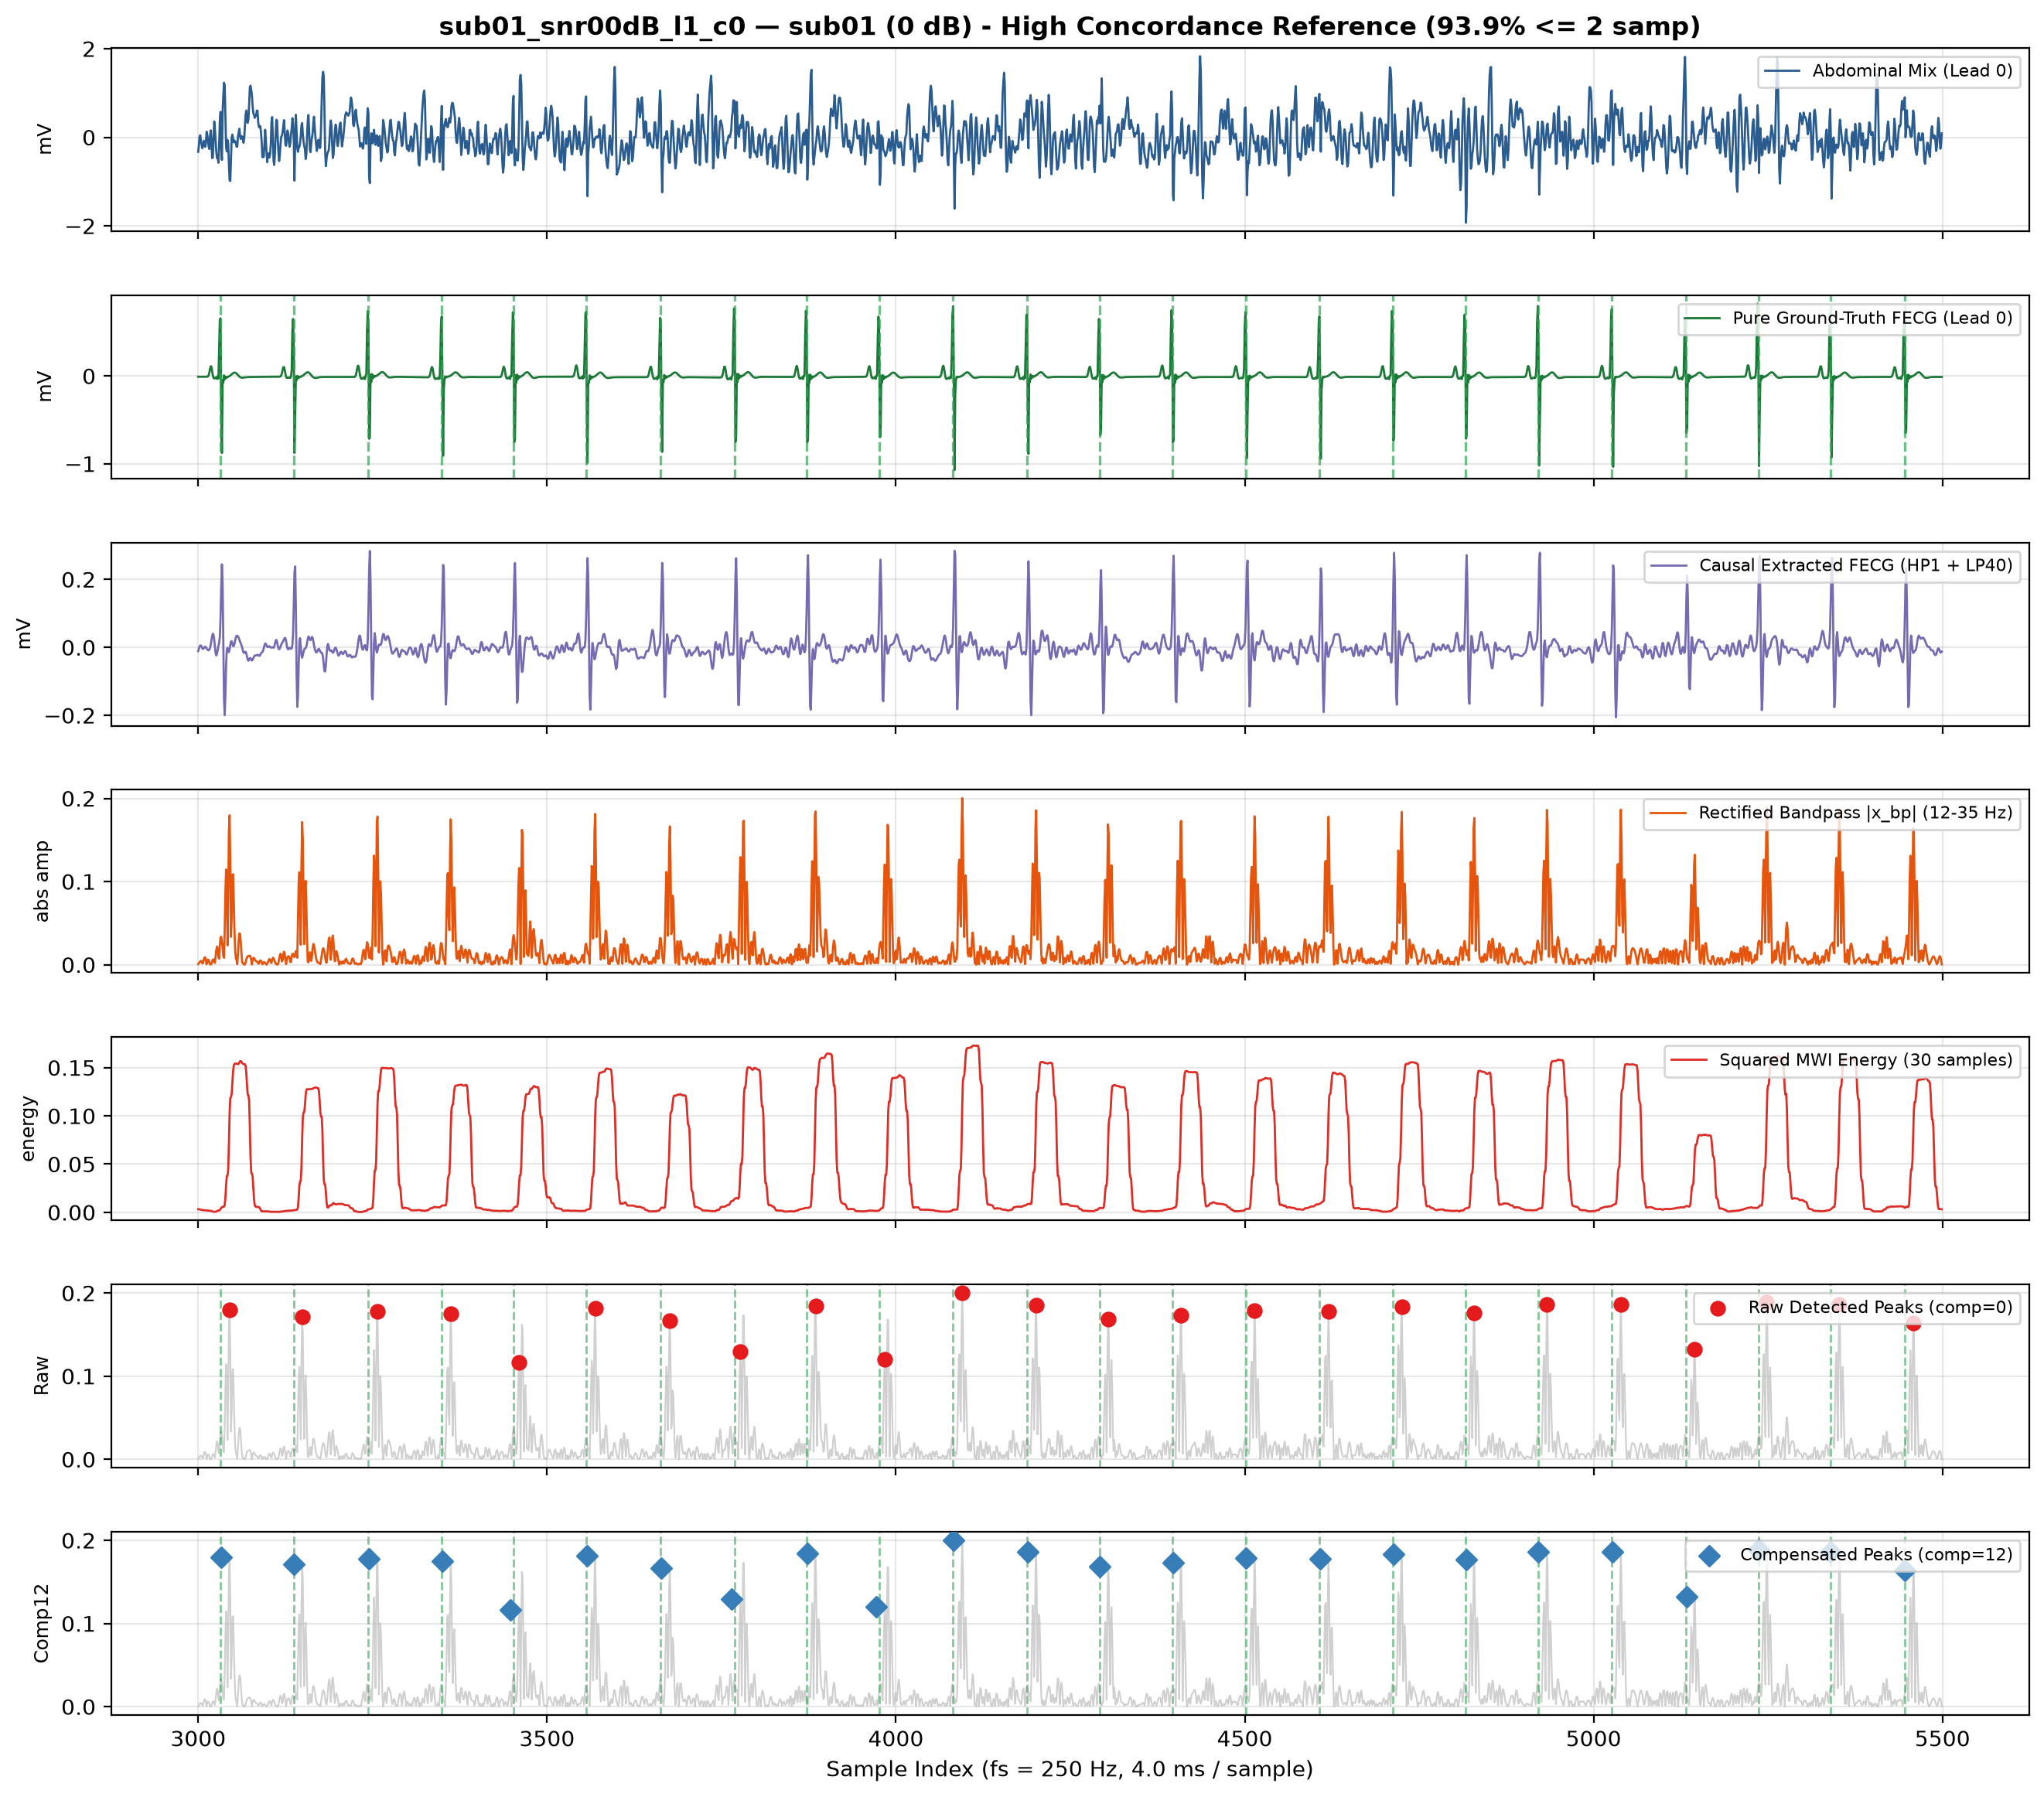 sub01_snr00dB_l1_c0 — sub01 (0 dB) - High Concordance Reference (93.9% <= 2 samp)
2
0
−2
mV
Abdominal Mix (Lead 0)
0
−1
mV
Pure Ground-Truth FECG (Lead 0)
0.2
0.0
−0.2
mV
Causal Extracted FECG (HP1 + LP40)
0.2
0.1
0.0
abs amp
Rectified Bandpass |x_bp| (12-35 Hz)
0.15
0.10
0.05
0.00
energy
Squared MWI Energy (30 samples)
0.2
0.1
0.0
Raw
Raw Detected Peaks (comp=0)
0.2
0.1
0.0
Comp12
Compensated Peaks (comp=12)
3000 3500 4000 4500 5000 5500
Sample Index (fs = 250 Hz, 4.0 ms / sample)